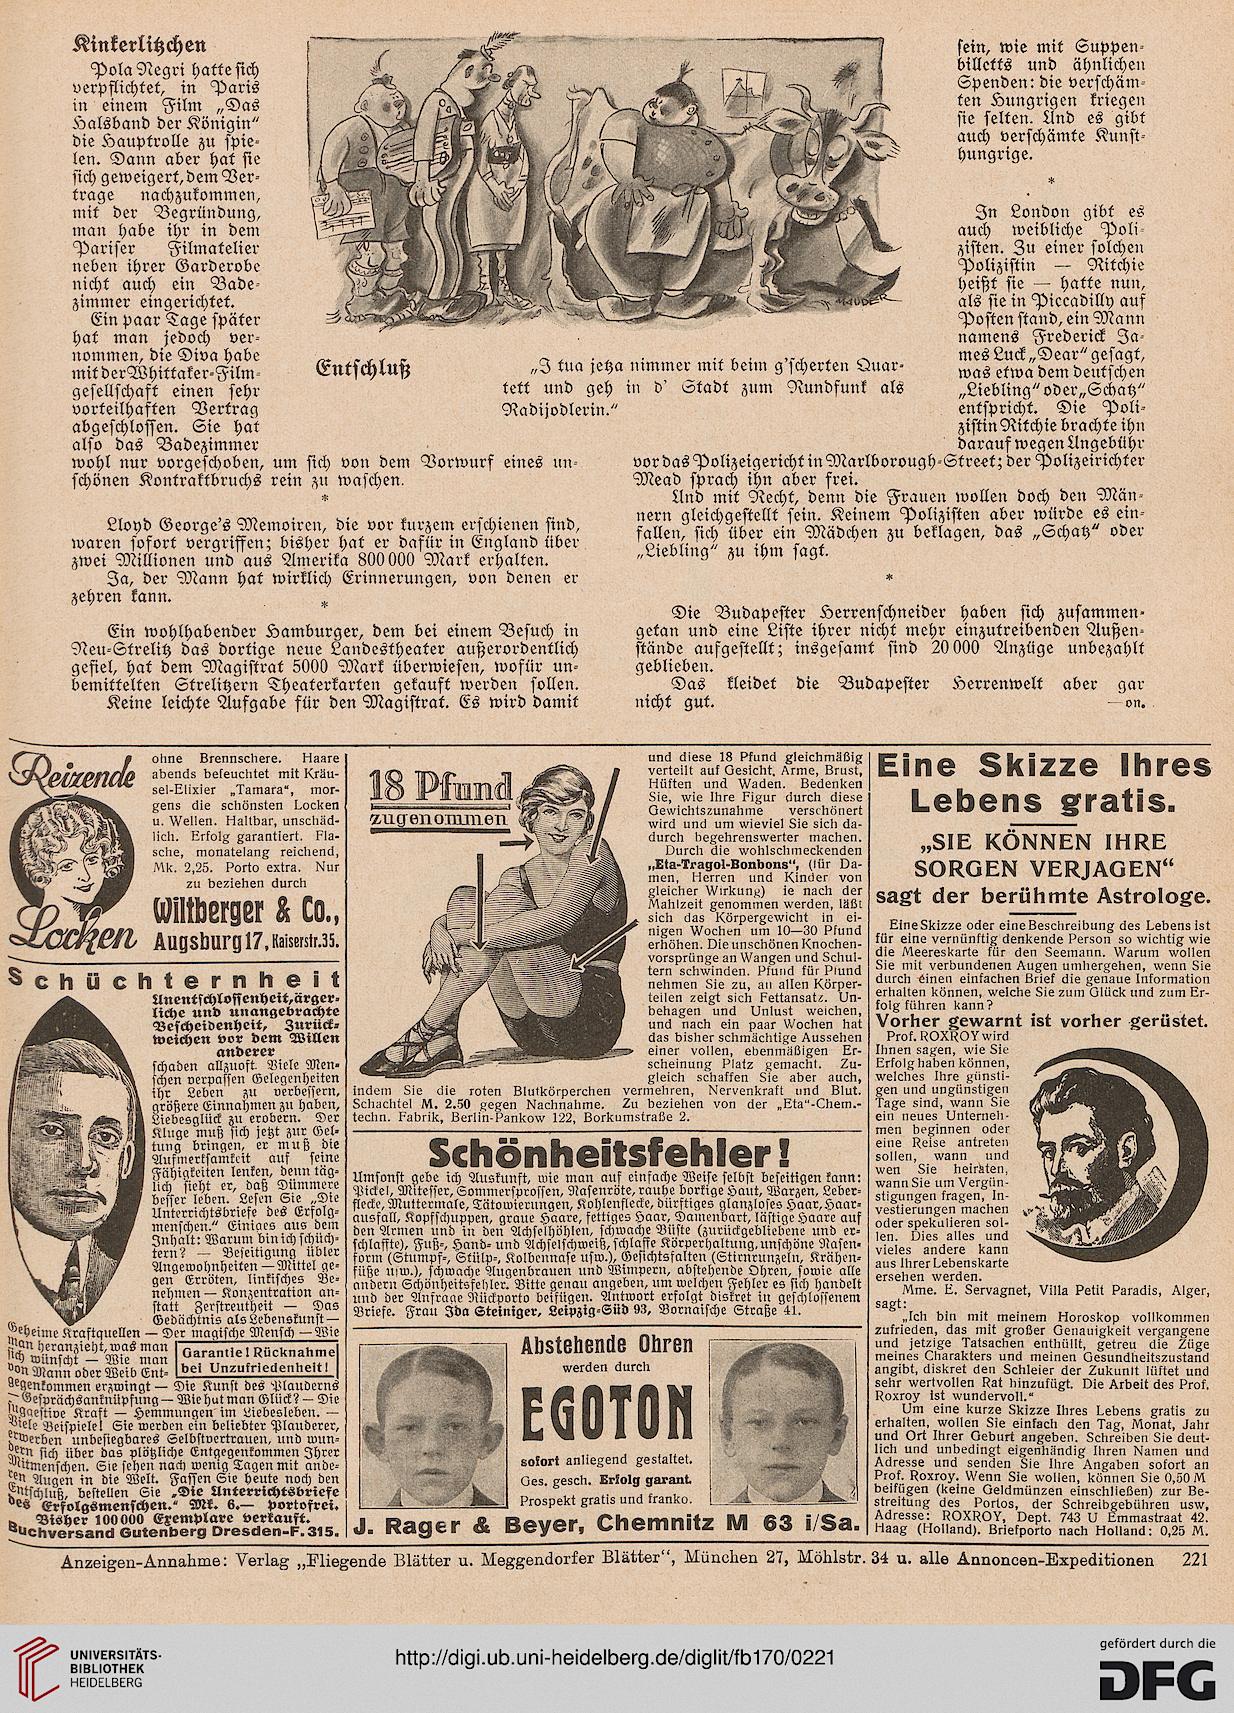 Kinkerlitzchen
Pola Negri hatte sich
verpflichtet, in Paris
in einem Film „Das
Halsband der Königin“
die Hauptrolle zu spie-
len. Dann aber hat sie
sich geweigert, dem Ver-
trage nachzukommen,
mit der Begründung,
man habe ihr in dem
Pariser Filmatelier
neben ihrer Garderobe
nicht auch ein Bade-
zimmer eingerichtet.
Ein paar Tage später
hat man jedoch ver-
nommen, die Diva habe
mit der Whittaker-Film-
gesellschaft einen sehr
vorteilhaften Vertrag
abgeschlossen. Sie hat
also das Badezimmer
wohl nur vorgeschoben, um sich von dem Vorwurf eines un-
schönen Kontraktbruchs rein zu waschen.
*
Lloyd George's Memoiren, die vor kurzem erschienen sind,
waren sofort vergriffen; bisher hat er dafür in England über
zwei Millionen und aus Amerika 800 000 Mark erhalten.
Ja, der Mann hat wirklich Erinnerungen, von denen er
zehren kann.
*
Ein wohlhabender Hamburger, dem bei einem Besuch in
Neu-Strelitz das dortige neue Landestheater außerordentlich
gefiel, hat dem Magistrat 5000 Mark überwiesen, wofür un-
bemittelten Strelitzern Theaterkarten gekauft werden sollen.
Keine leichte Aufgabe für den Magistrat. Es wird damit
Entschluß
„I tua jetza nimmer mit beim g'scherten Quar-
tett und geh in d' Stadt zum Rundfunk als
Radijodlerin.“
sein, wie mit Suppen-
billetts und ähnlichen
Spenden: die verschäm-
ten Hungrigen kriegen
sie selten. Und es gibt
auch verschämte Kunst-
hungrige.
*
In London gibt es
auch weibliche Poli-
zisten. Zu einer solchen
Polizistin — Ritchie
heißt sie — hatte nun,
als sie in Piccadilly auf
Posten stand, ein Mann
namens Frederick Ja-
mes Luck „Dear“ gesagt,
was etwa dem deutschen
„Liebling“ oder „Schatz“
entspricht. Die Poli-
zistin Ritchie brachte ihn
darauf wegen Ungebühr
vor das Polizeigericht in Marlborough-Street; der Polizeirichter
Mead sprach ihn aber frei.
Und mit Recht, denn die Frauen wollen doch den Män-
nern gleichgestellt sein. Keinem Polizisten aber würde es ein-
fallen, sich über ein Mädchen zu beklagen, das „Schatz“ oder
„Liebling“ zu ihm sagt.
*
Die Budapester Herrenschneider haben sich zusammen-
getan und eine Liste ihrer nicht mehr einzutreibenden Außen-
stände aufgestellt; insgesamt sind 20 000 Anzüge unbezahlt
geblieben.
Das kleidet die Budapester Herrenwelt aber gar
nicht gut. —on.
Reizende
Locken
ohne Brennschere. Haare
abends befeuchtet mit Kräu-
sel-Elixier „Tamara“, mor-
gens die schönsten Locken
u. Wellen. Haltbar, unschäd-
lich. Erfolg garantiert. Fla-
sche, monatelang reichend,
Mk. 2,25. Porto extra. Nur
zu beziehen durch
Wiltberger & Co.,
Augsburg 17, Kaiserstr. 35.
Schüchternheit
Unentschlossenheit, ärger-
liche und unangebrachte
Bescheidenheit, Zurück-
weichen vor dem Willen
anderer
schaden allzuoft. Viele Men-
schen verpassen Gelegenheiten
ihr Leben zu verbessern,
größere Einnahmen zu haben,
Liebesglück zu erobern. Der
Kluge muß sich jetzt zur Gel-
tung bringen, er muß die
Aufmerksamkeit auf seine
Fähigkeiten lenken, denn täg-
lich sieht er, daß Dümmere
besser leben. Lesen Sie „Die
Unterrichtsbriefe des Erfolg-
menschen.“ Einiges aus dem
Inhalt: Warum bin ich schüch-
tern? — Beseitigung übler
Angewohnheiten — Mittel ge-
gen Erröten, linkisches Be-
nehmen — Konzentration an-
statt Zerstreutheit — Das
Gedächtnis als Lebenskunst —
Geheime Kraftquellen — Der magische Mensch — Wie
man heranzieht, was man
sich wünscht — Wie man
von Mann oder Weib Ent-
Garantie! Rücknahme
bei Unzufriedenheit!
gegenkommen erzwingt — Die Kunst des Plauderns
— Gesprächsanknüpfung — Wie hut man Glück? — Die
suggestive Kraft — Hemmungen im Liebesleben. —
Viele Beispiele! Sie werden ein beliebter Plauderer,
erwerben unbesiegbares Selbstvertrauen, und wun-
dern sich über das plötzliche Entgegenkommen Ihrer
Mitmenschen. Sie sehen nach wenig Tagen mit ande-
ren Augen in die Welt. Fassen Sie heute noch den
Entschluß, bestellen Sie „Die Unterrichtsbriefe
des Erfolgsmenschen.“ Mk. 6.— portofrei.
Bisher 100 000 Exemplare verkauft.
Buchversand Gutenberg Dresden-F. 315.
18 Pfund
zugenommen
und diese 18 Pfund gleichmäßig
verteilt auf Gesicht, Arme, Brust,
Hüften und Waden. Bedenken
Sie, wie Ihre Figur durch diese
Gewichtszunahme verschönert
wird und um wieviel Sie sich da-
durch begehrenswerter machen.
Durch die wohlschmeckenden
„Eta-Tragol-Bonbons“, (für Da-
men, Herren und Kinder von
gleicher Wirkung) je nach der
Mahlzeit genommen werden, läßt
sich das Körpergewicht in ei-
nigen Wochen um 10—30 Pfund
erhöhen. Die unschönen Knochen-
vorsprünge an Wangen und Schul-
tern schwinden. Pfund für Pfund
nehmen Sie zu, an allen Körper-
teilen zeigt sich Fettansatz. Un-
behagen und Unlust weichen,
und nach ein paar Wochen hat
das bisher schmächtige Aussehen
einer vollen, ebenmäßigen Er-
scheinung Platz gemacht. Zu-
gleich schaffen Sie aber auch,
indem Sie die roten Blutkörperchen vermehren, Nervenkraft und Blut.
Schachtel M. 2.50 gegen Nachnahme. Zu beziehen von der „Eta“-Chem.-
techn. Fabrik, Berlin-Pankow 122, Borkumstraße 2.
Schönheitsfehler!
Umsonst gebe ich Auskunft, wie man auf einfache Weise selbst beseitigen kann:
Pickel, Mitesser, Sommersprossen, Nasenröte, rauhe borkige Haut, Warzen, Leber-
flecke, Muttermale, Tätowierungen, Kohlenflecke, dürftiges glanzloses Haar, Haar-
ausfall, Kopfschuppen, graue Haare, fettiges Haar, Damenbart, lästige Haare auf
den Armen und in den Achselhöhlen, schwache Büste (zurückgebliebene und er-
schlaffte), Fuß-, Hand- und Achselschweiß, schlaffe Körperhaltung, unschöne Nasen-
form (Stumpf-, Stülp-, Kolbennase usw.), Gesichtsfalten (Stirnrunzeln, Krähen-
füße usw.), schwache Augenbrauen und Wimpern, abstehende Ohren, sowie alle
andern Schönheitsfehler. Bitte genau angeben, um welchen Fehler es sich handelt
und der Anfrage Rückporto beifügen. Antwort erfolgt diskret in geschlossenem
Briefe. Frau Ida Steiniger, Leipzig-Süd 93, Bornaische Straße 41.
Abstehende Ohren
werden durch
EGOTON
sofort anliegend gestaltet.
Ges. gesch. Erfolg garant.
Prospekt gratis und franko.
J. Rager & Beyer, Chemnitz M 63 i/Sa.
Eine Skizze Ihres
Lebens gratis.
„SIE KÖNNEN IHRE
SORGEN VERJAGEN“
sagt der berühmte Astrologe.
Eine Skizze oder eine Beschreibung des Lebens ist
für eine vernünftig denkende Person so wichtig wie
die Meereskarte für den Seemann. Warum wollen
Sie mit verbundenen Augen umhergehen, wenn Sie
durch einen einfachen Brief die genaue Information
erhalten können, welche Sie zum Glück und zum Er-
folg führen kann?
Vorher gewarnt ist vorher gerüstet.
Prof. ROXROY wird
Ihnen sagen, wie Sie
Erfolg haben können,
welches Ihre günsti-
gen und ungünstigen
Tage sind, wann Sie
ein neues Unterneh-
men beginnen oder
eine Reise antreten
sollen, wann und
wen Sie heiraten,
wann Sie um Vergün-
stigungen fragen, In-
vestierungen machen
oder spekulieren sol-
len. Dies alles und
vieles andere kann
aus Ihrer Lebenskarte
ersehen werden.
Mme. E. Servagnet, Villa Petit Paradis, Alger,
sagt:
„Ich bin mit meinem Horoskop vollkommen
zufrieden, das mit großer Genauigkeit vergangene
und jetzige Tatsachen enthüllt, getreu die Züge
meines Charakters und meinen Gesundheitszustand
angibt, diskret den Schleier der Zukunft lüftet und
sehr wertvollen Rat hinzufügt. Die Arbeit des Prof.
Roxroy ist wundervoll.“
Um eine kurze Skizze Ihres Lebens gratis zu
erhalten, wollen Sie einfach den Tag, Monat, Jahr
und Ort Ihrer Geburt angeben. Schreiben Sie deut-
lich und unbedingt eigenhändig Ihren Namen und
Adresse und senden Sie Ihre Angaben sofort an
Prof. Roxroy. Wenn Sie wollen, können Sie 0,50 M
beifügen (keine Geldmünzen einschließen) zur Be-
streitung des Portos, der Schreibgebühren usw.
Adresse: ROXROY, Dept. 743 U Emmastraat 42.
Haag (Holland). Briefporto nach Holland: 0,25 M.
Anzeigen-Annahme: Verlag „Fliegende Blätter u. Meggendorfer Blätter“, München 27, Möhlstr. 34 u. alle Annoncen-Expeditionen 221
UNIVERSITÄTS-
BIBLIOTHEK
HEIDELBERG
http://digi.ub.uni-heidelberg.de/diglit/fb170/0221
gefördert durch die
DFG